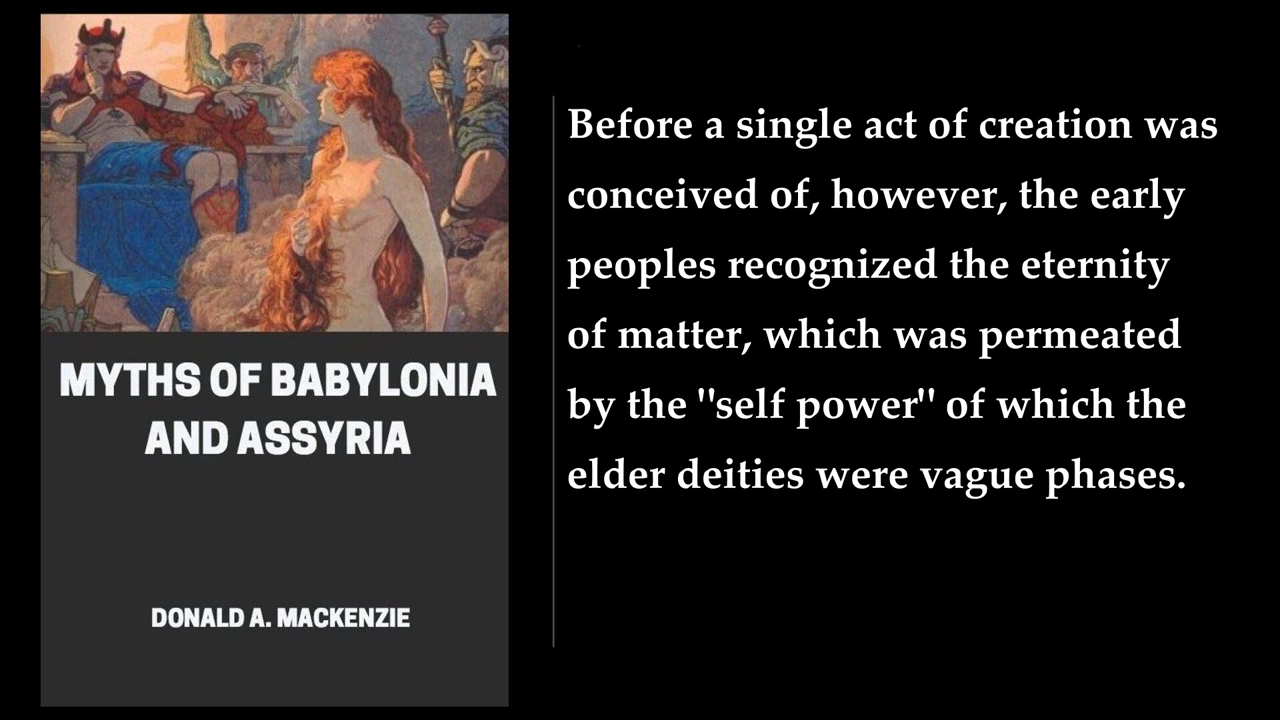 MYTHS OF BABYLONIA
AND ASSYRIA
DONALD A. MACKENZIE
Before a single act of creation was
conceived of, however, the early
peoples recognized the eternity
of matter, which was permeated
by the "self power" of which the
elder deities were vague phases.